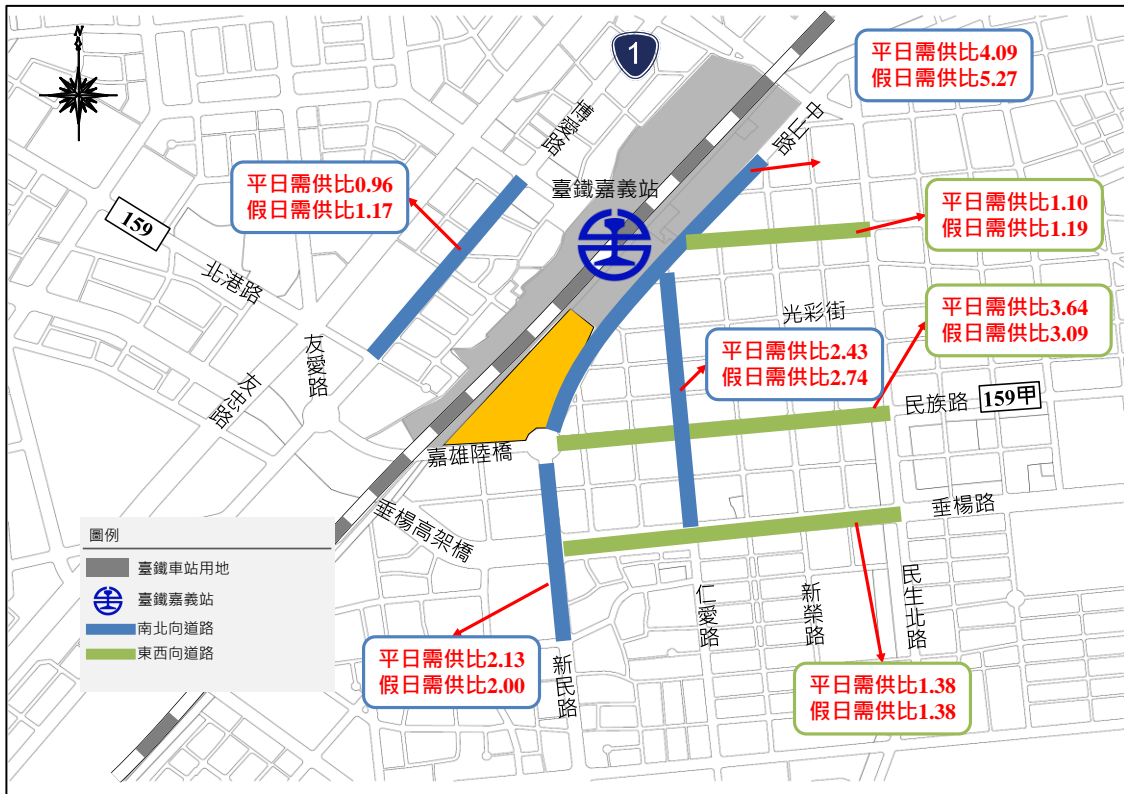 N
1
平日需供比4.09
假日需供比5.27
博愛路
中山路
臺鐵嘉義站
平日需供比0.96
假日需供比1.17
平日需供比1.10
假日需供比1.19
159
北港路
光彩街
平日需供比3.64
假日需供比3.09
友愛路
平日需供比2.43
假日需供比2.74
友忠路
民族路
159甲
嘉雄陸橋
垂楊路
垂楊高架橋
圖例
臺鐵車站用地
臺鐵嘉義站
南北向道路
東西向道路
仁愛路
新榮路
民生北路
新民路
平日需供比2.13
假日需供比2.00
平日需供比1.38
假日需供比1.38